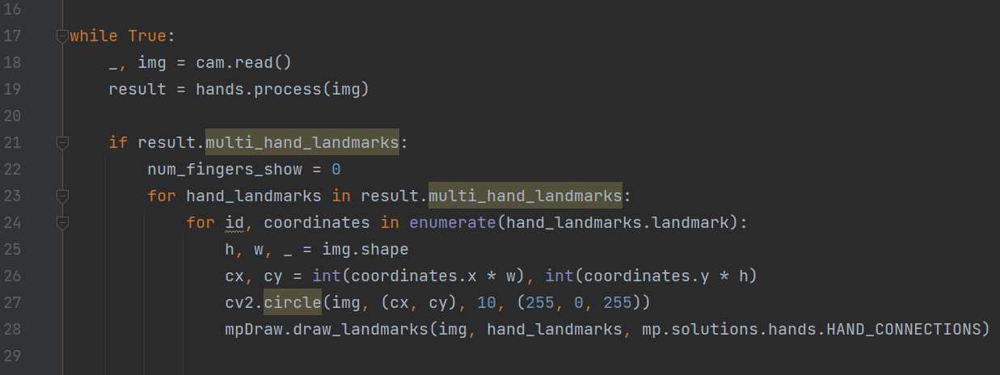 16
17 while True:
18     _, img = cam.read()
19     result = hands.process(img)
20
21     if result.multi_hand_landmarks:
22         num_fingers_show = 0
23         for hand_landmarks in result.multi_hand_landmarks:
24             for id, coordinates in enumerate(hand_landmarks.landmark):
25                 h, w, _ = img.shape
26                 cx, cy = int(coordinates.x * w), int(coordinates.y * h)
27                 cv2.circle(img, (cx, cy), 10, (255, 0, 255))
28                 mpDraw.draw_landmarks(img, hand_landmarks, mp.solutions.hands.HAND_CONNECTIONS)
29